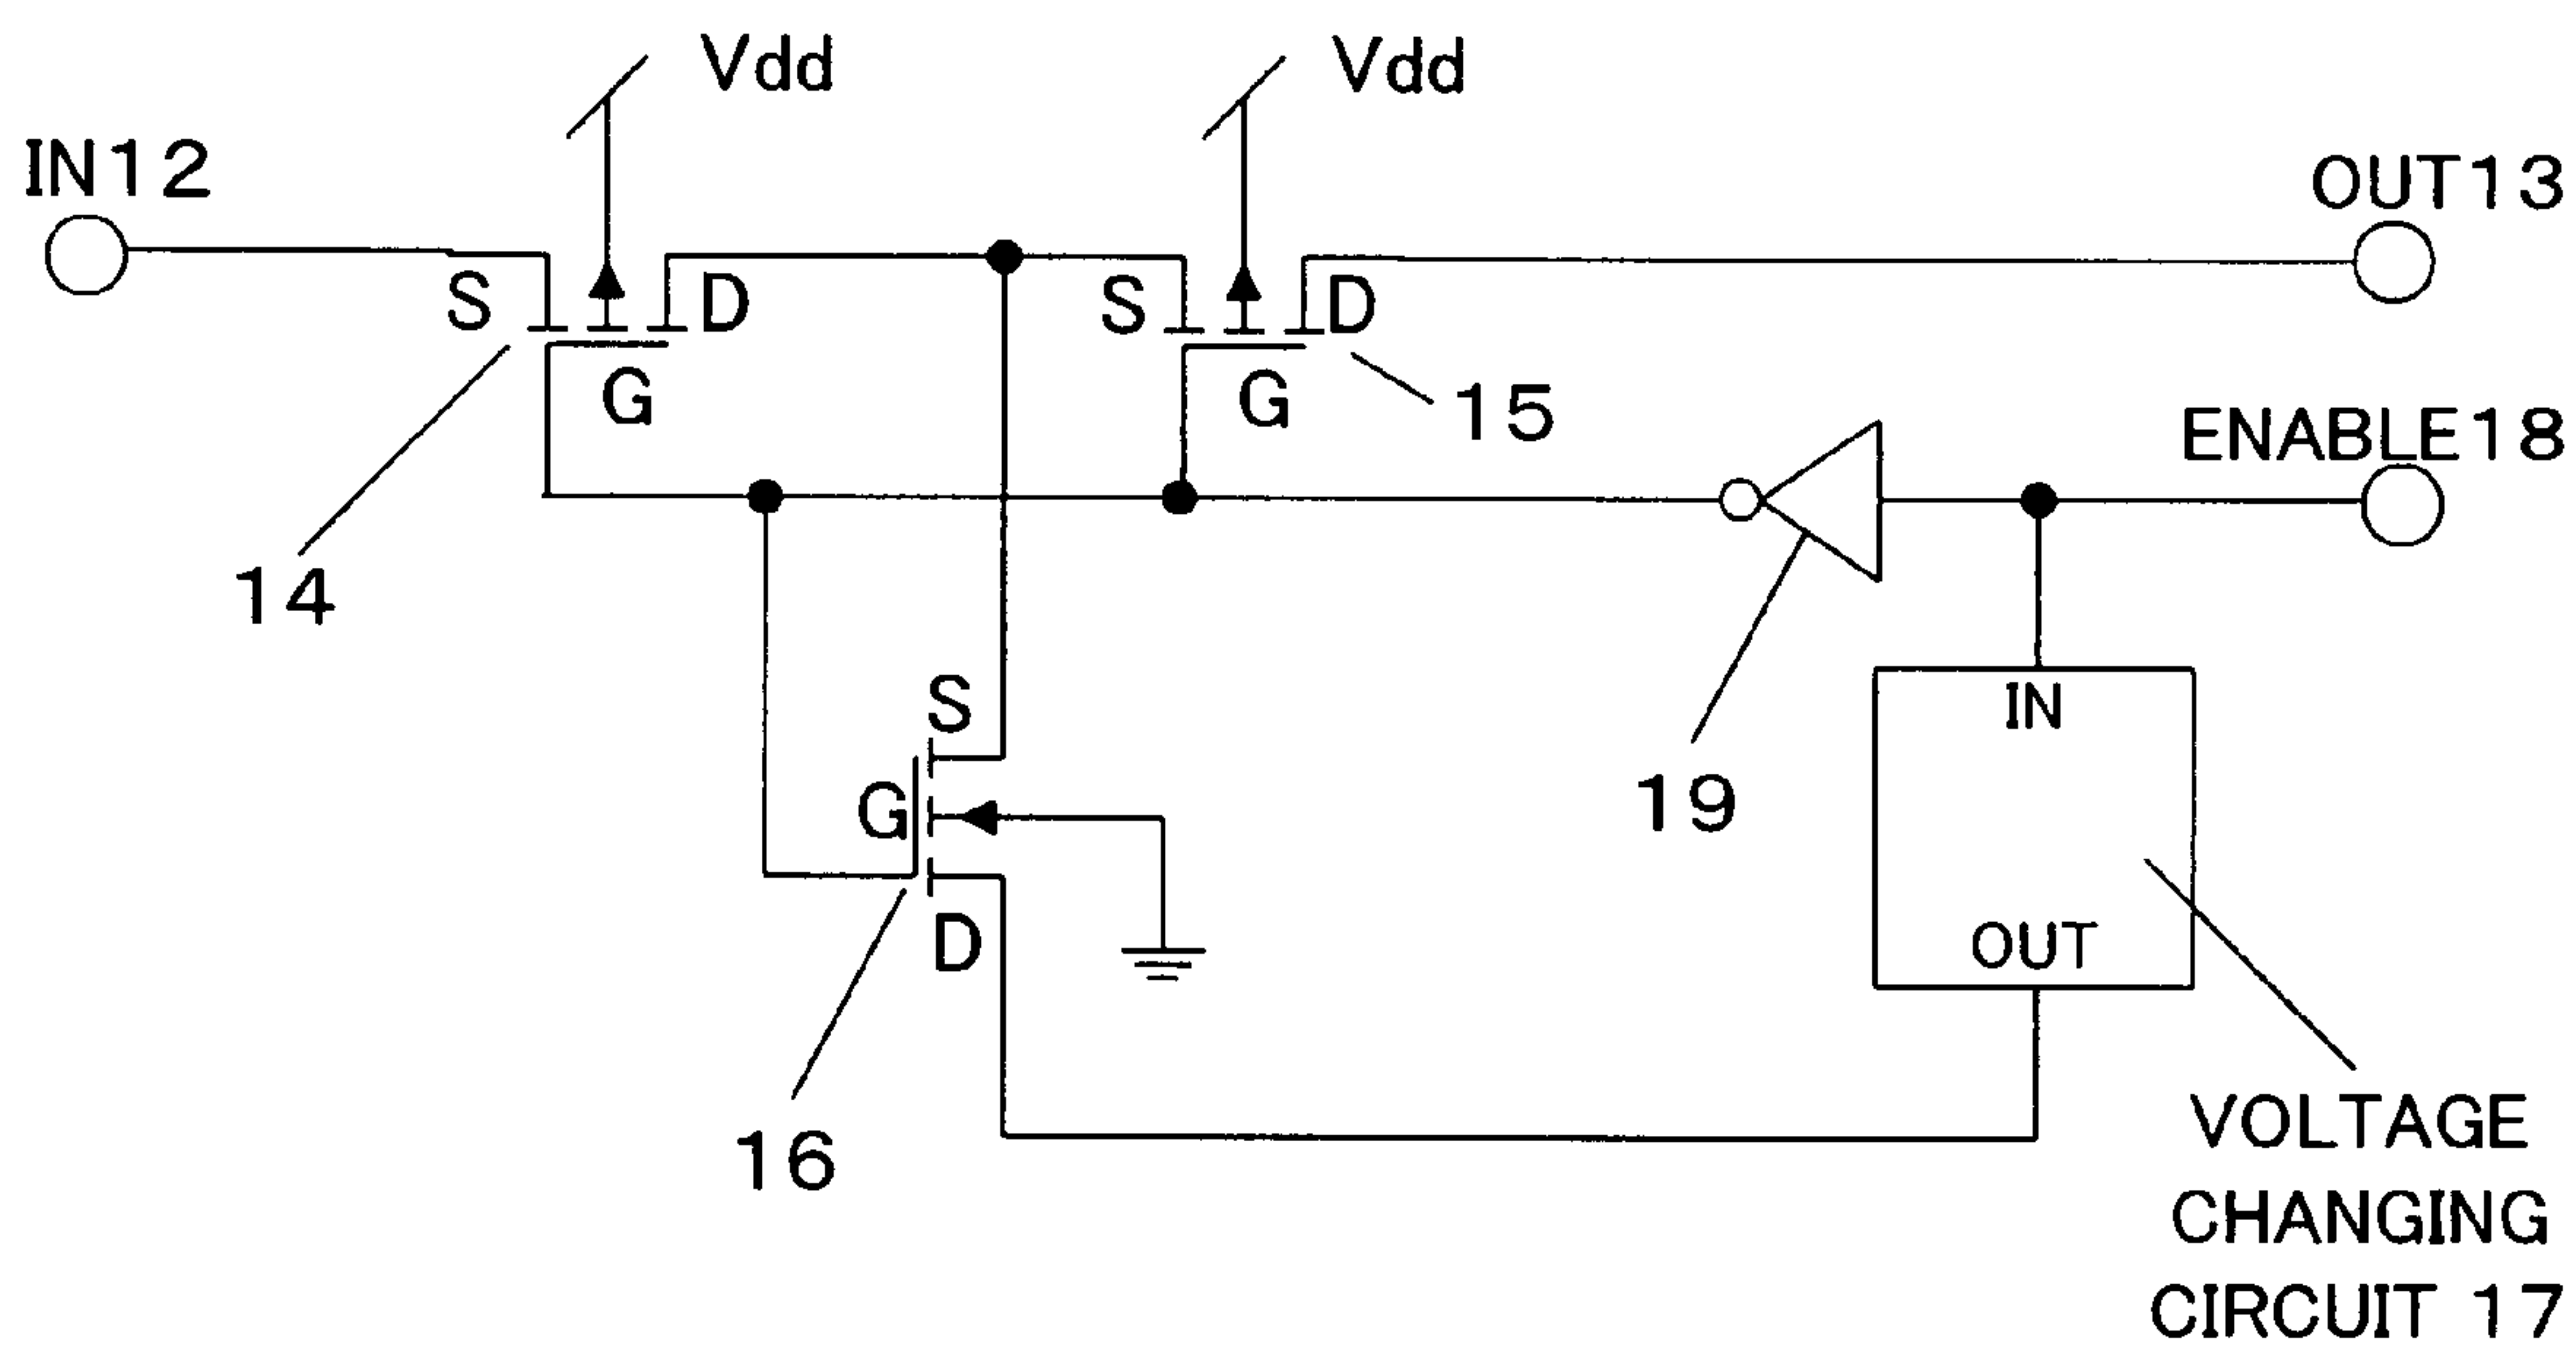 Vdd
Vdd
IN12
OUT13
S
D
S
D
G
G
15
ENABLE18
14
S
IN
G
19
D
OUT
16
VOLTAGE
CHANGING
CIRCUIT 17